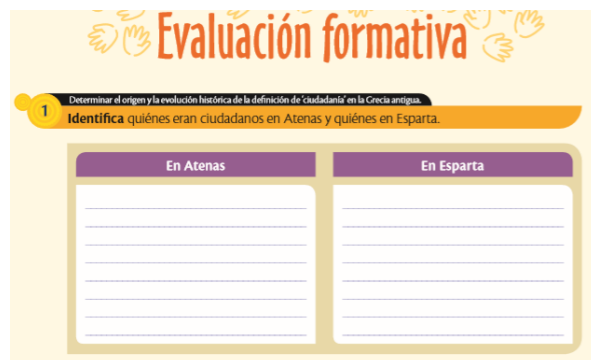 Evaluación formativa
Determinar el origen y la evolución histórica de la definición de 'ciudadanía' en la Grecia antigua.
1
Identifica quiénes eran ciudadanos en Atenas y quiénes en Esparta.
En Atenas
En Esparta